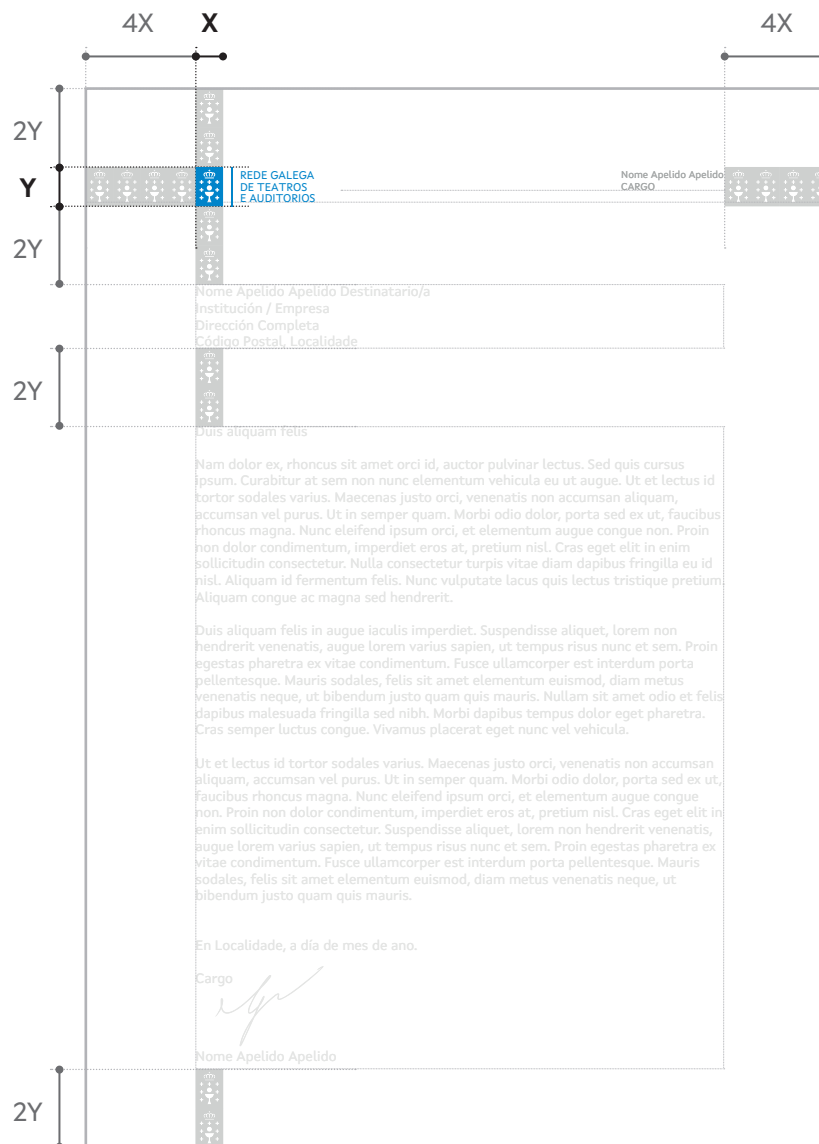 4X
X
4X
2Y
Y
REDE GALEGA
DE TEATROS
E AUDITORIOS
Nome Apelido Apelido
CARGO
2Y
Nome Apelido Apelido Destinatario/a
Institución / Empresa
Dirección Completa
Código Postal, Localidade
2Y
Duis aliquam felis
Nam dolor ex, rhoncus sit amet orci id, auctor pulvinar lectus. Sed quis cursus
ipsum. Curabitur at sem non nunc elementum vehicula eu ut augue. Ut et lectus id
tortor sodales varius. Maecenas justo orci, venenatis non accumsan aliquam,
accumsan vel purus. Ut in semper quam. Morbi odio dolor, porta sed ex ut, faucibus
rhoncus magna. Nunc eleifend ipsum orci, et elementum augue congue non. Proin
non dolor condimentum, imperdiet eros at, pretium nisl. Cras eget elit in enim
sollicitudin consectetur. Nulla consectetur turpis vitae diam dapibus fringilla eu id
nisl. Aliquam id fermentum felis. Nunc vulputate lacus quis lectus tristique pretium.
Aliquam congue ac magna sed hendrerit.
Duis aliquam felis in augue iaculis imperdiet. Suspendisse aliquet, lorem non
hendrerit venenatis, augue lorem varius sapien, ut tempus risus nunc et sem. Proin
egestas pharetra ex vitae condimentum. Fusce ullamcorper est interdum porta
pellentesque. Mauris sodales, felis sit amet elementum euismod, diam metus
venenatis neque, ut bibendum justo quam quis mauris. Nullam sit amet odio et felis
dapibus malesuada fringilla sed nibh. Morbi dapibus tempus dolor eget pharetra.
Cras semper luctus congue. Vivamus placerat eget nunc vel vehicula.
Ut et lectus id tortor sodales varius. Maecenas justo orci, venenatis non accumsan
aliquam, accumsan vel purus. Ut in semper quam. Morbi odio dolor, porta sed ex ut,
faucibus rhoncus magna. Nunc eleifend ipsum orci, et elementum augue congue
non. Proin non dolor condimentum, imperdiet eros at, pretium nisl. Cras eget elit in
enim sollicitudin consectetur. Suspendisse aliquet, lorem non hendrerit venenatis,
augue lorem varius sapien, ut tempus risus nunc et sem. Proin egestas pharetra ex
vitae condimentum. Fusce ullamcorper est interdum porta pellentesque. Mauris
sodales, felis sit amet elementum euismod, diam metus venenatis neque, ut
bibendum justo quam quis mauris.
En Localidade, a día de mes de ano.
Cargo
Nome Apelido Apelido
2Y